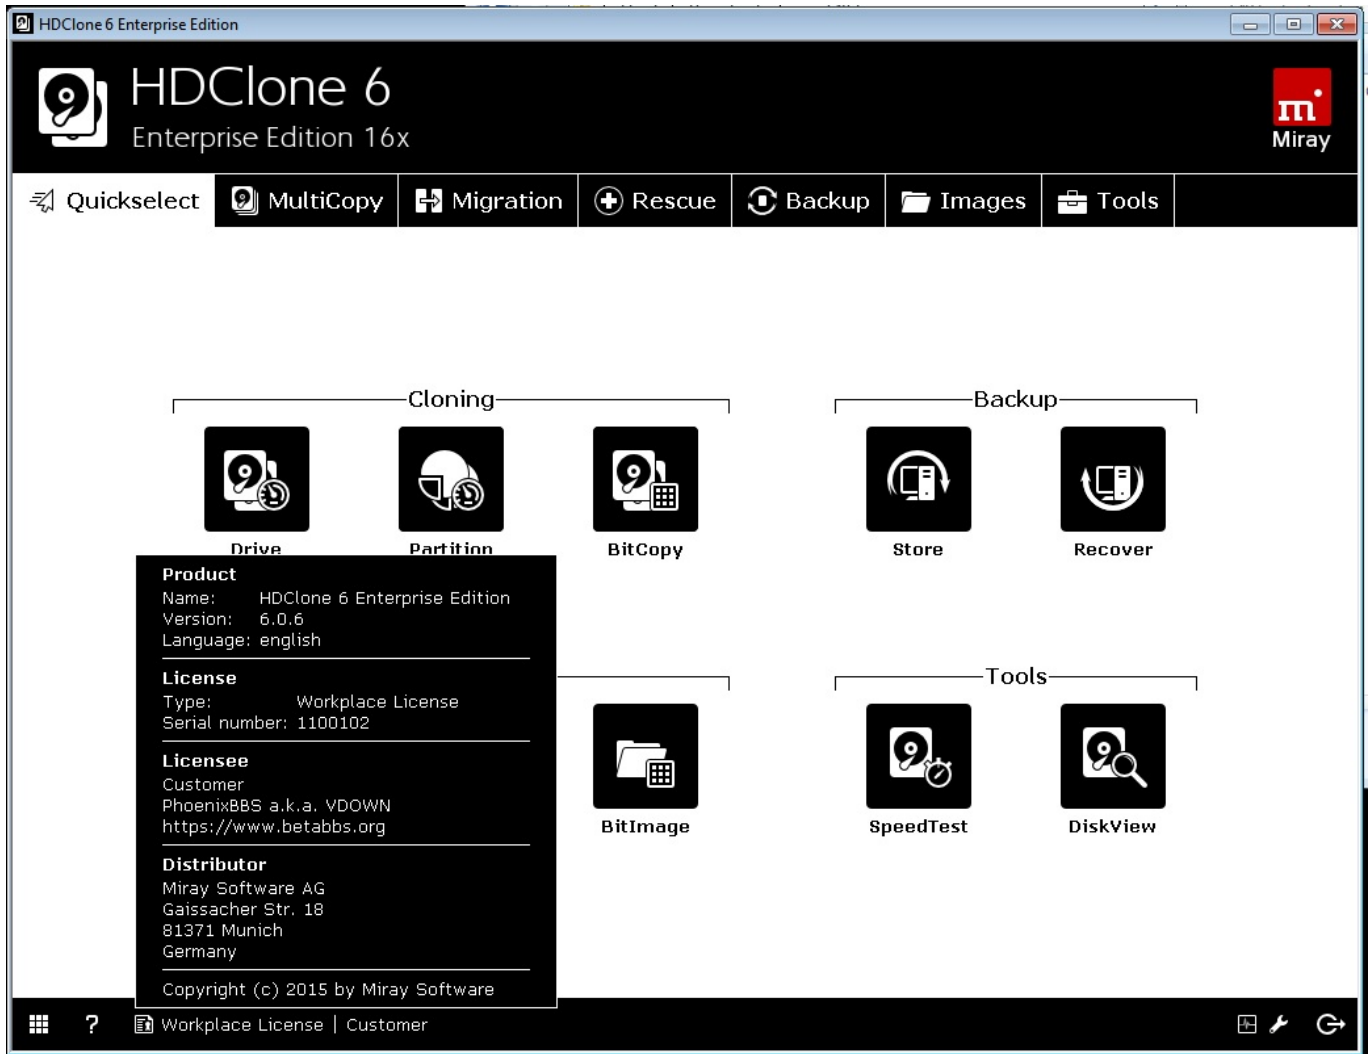 HDClone 6 Enterprise Edition
HDClone 6
Enterprise Edition 16x
m
Miray
Quickselect
MultiCopy
Migration
Rescue
Backup
Images
Tools
Cloning
Backup
Drive
Partition
BitCopy
Store
Recover
Product
Name: HDClone 6 Enterprise Edition
Version: 6.0.6
Language: english
License
Type: Workplace License
Serial number: 1100102
Licensee
Customer
PhoenixBBS a.k.a. VDOWN
https://www.betabbs.org
Distributor
Miray Software AG
Gaissacher Str. 18
81371 Munich
Germany
Copyright (c) 2015 by Miray Software
Tools
BitImage
SpeedTest
DiskView
? Workplace License | Customer